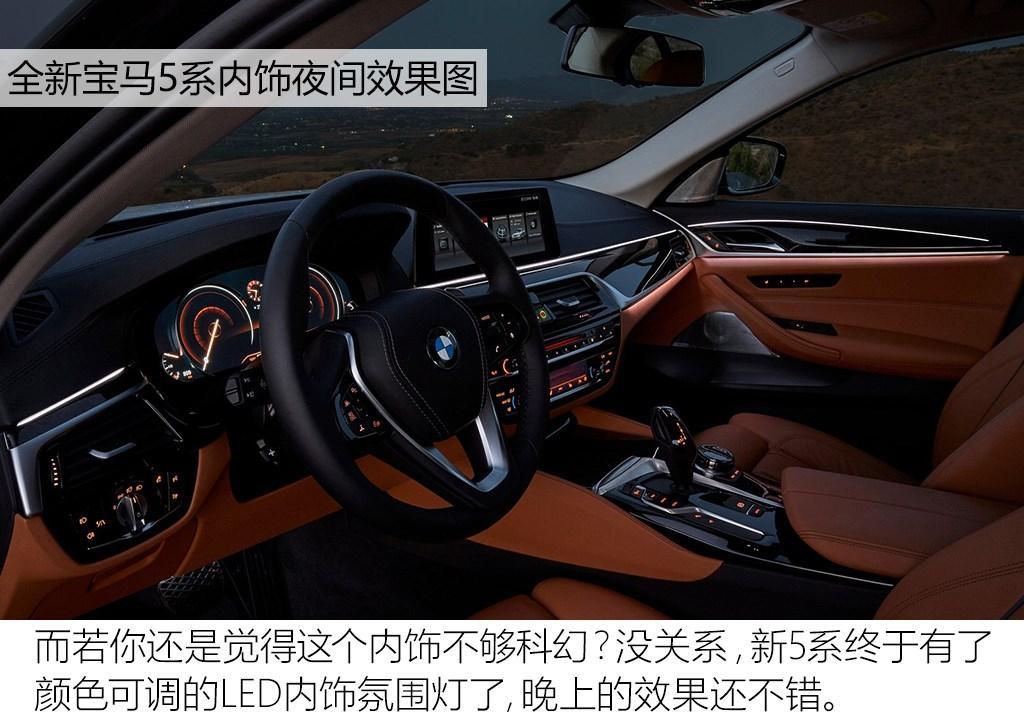 全新宝马5系内饰夜间效果图
而若你还是觉得这个内饰不够科幻?没关系,新5系终于有了
颜色可调的LED内饰氛围灯了,晚上的效果还不错。